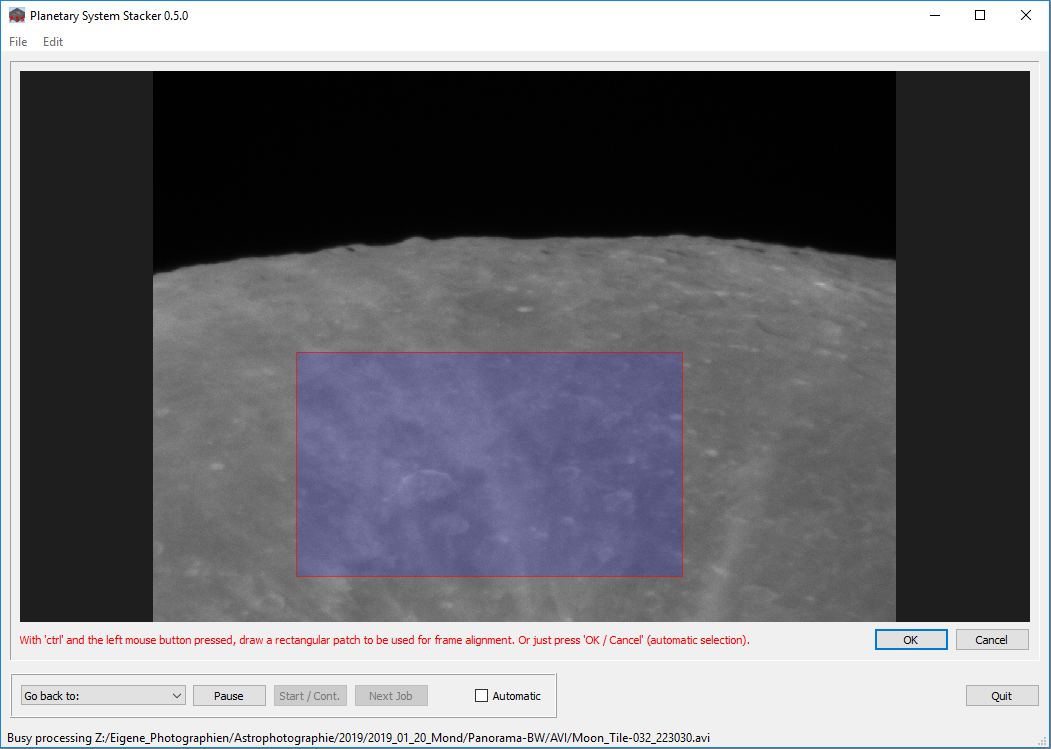 Planetary System Stacker 0.5.0
File Edit
With 'ctrl' and the left mouse button pressed, draw a rectangular patch to be used for frame alignment. Or just press 'OK / Cancel' (automatic selection).
OK Cancel
Go back to: Pause Start / Cont. Next Job Automatic Quit
Busy processing Z:/Eigene_Photographien/Astrophotographie/2019/2019_01_20_Mond/Panorama-BW/AVI/Moon_Tile-032_223030.avi